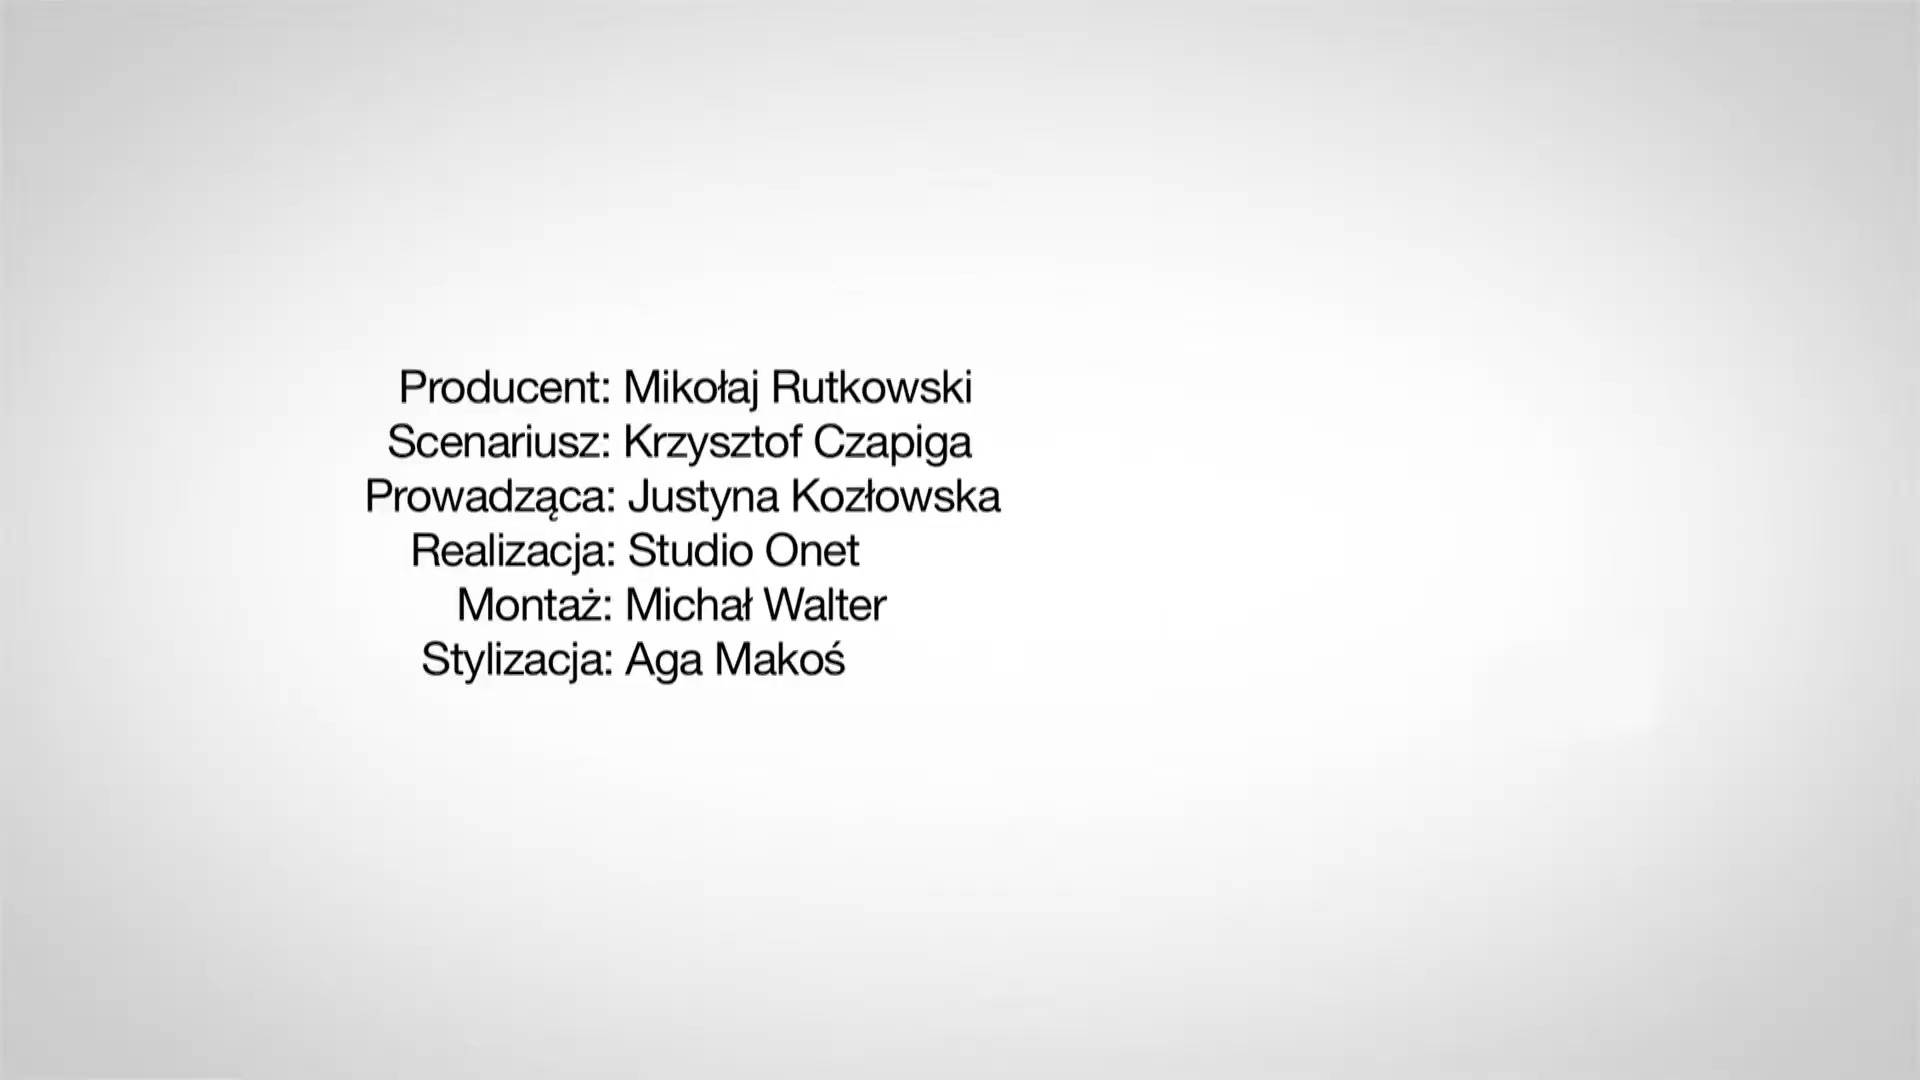 Producent: Mikołaj Rutkowski
Scenariusz: Krzysztof Czapiga
Prowadząca: Justyna Kozłowska
Realizacja: Studio Onet
Montaż: Michał Walter
Stylizacja: Aga Makoś